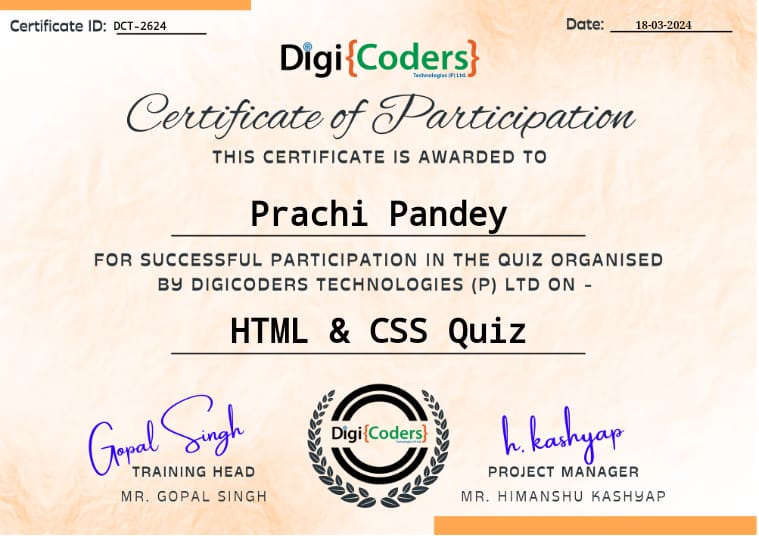 Certificate ID: DCT-2624
Date: 18-03-2024
Digi{Coders}
Technologies (P) Ltd.
Certificate of Participation
THIS CERTIFICATE IS AWARDED TO
Prachi Pandey
FOR SUCCESSFUL PARTICIPATION IN THE QUIZ ORGANISED
BY DIGICODERS TECHNOLOGIES (P) LTD ON -
HTML & CSS Quiz
Gopal Singh
TRAINING HEAD
MR. GOPAL SINGH
Digi{Coders}
Technologies (P) Ltd.
h. kashyap
PROJECT MANAGER
MR. HIMANSHU KASHYAP